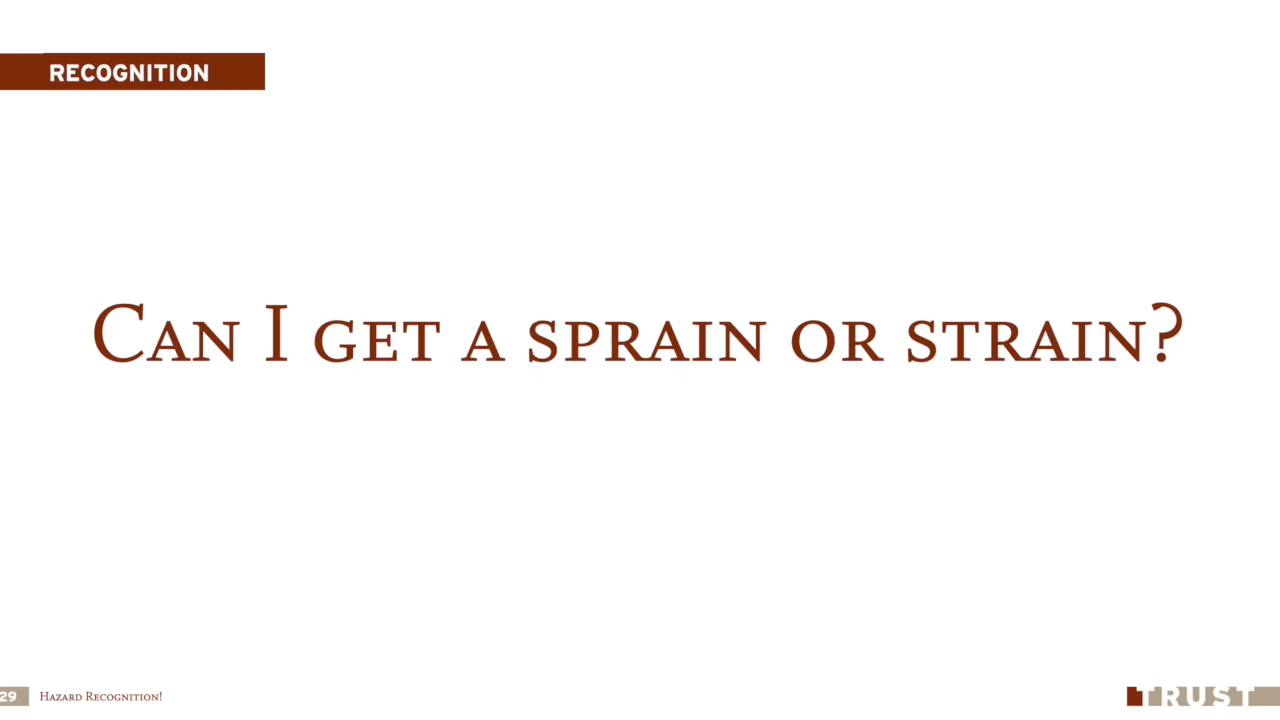 RECOGNITION
Can I get a sprain or strain?
29 Hazard Recognition!
TRUST